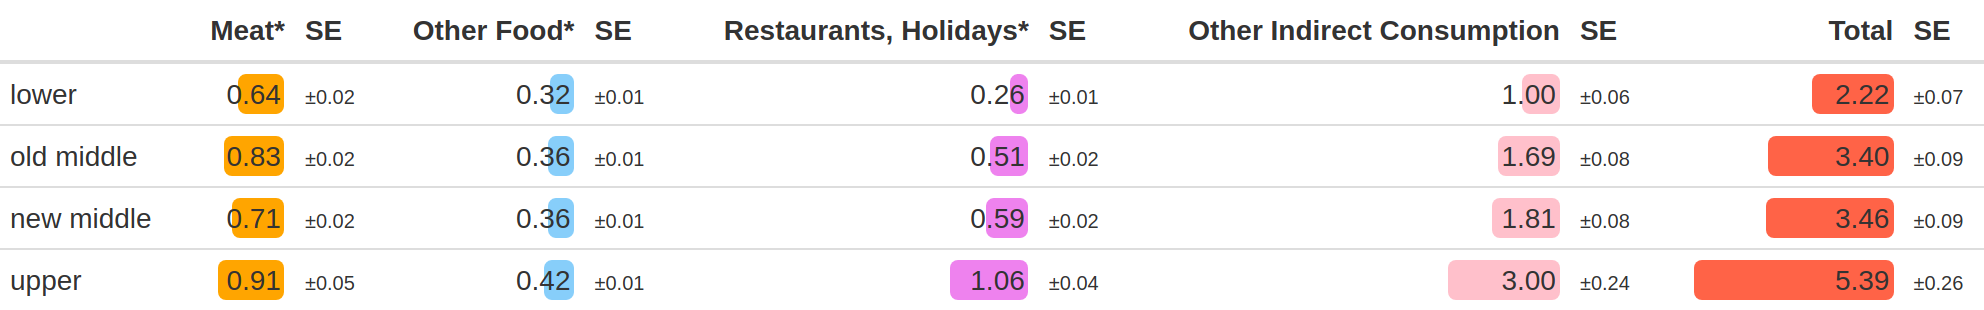 Meat* SE Other Food* SE Restaurants, Holidays* SE Other Indirect Consumption SE Total SE
lower 0.64 ±0.02 0.32 ±0.01 0.26 ±0.01 1.00 ±0.06 2.22 ±0.07
old middle 0.83 ±0.02 0.36 ±0.01 0.51 ±0.02 1.69 ±0.08 3.40 ±0.09
new middle 0.71 ±0.02 0.36 ±0.01 0.59 ±0.02 1.81 ±0.08 3.46 ±0.09
upper 0.91 ±0.05 0.42 ±0.01 1.06 ±0.04 3.00 ±0.24 5.39 ±0.26